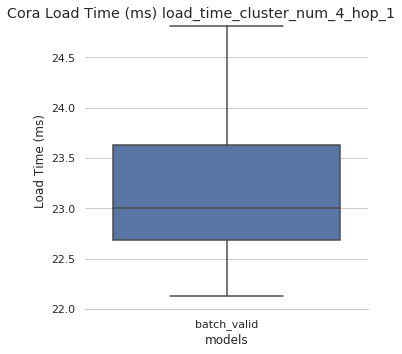 Cora Load Time (ms) load_time_cluster_num_4_hop_1
24.5
24.0
23.5
23.0
22.5
22.0
Load Time (ms)
batch_valid
models